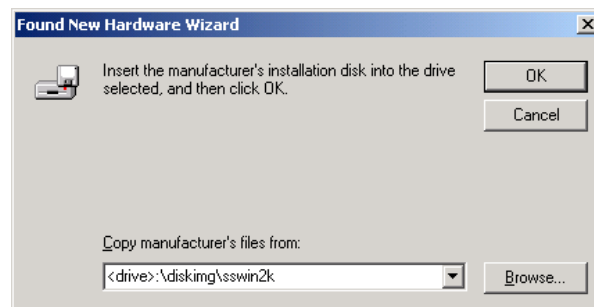 Found New Hardware Wizard
Insert the manufacturer's installation disk into the drive
selected, and then click OK.
OK
Cancel
Copy manufacturer's files from:
<drive>:\diskimg\sswin2k
Browse...